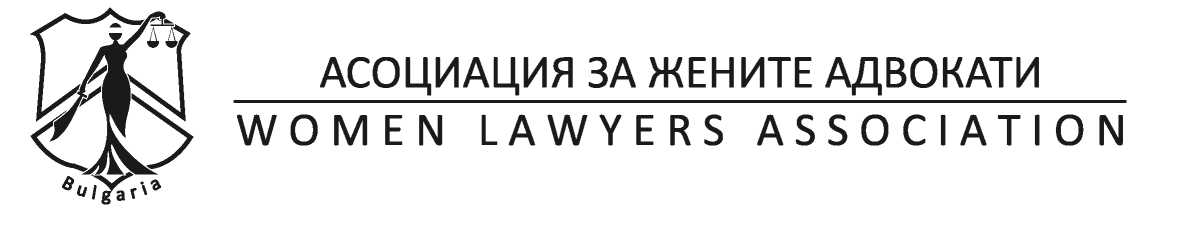 АСОЦИАЦИЯ ЗА ЖЕНИТЕ АДВОКАТИ
WOMEN LAWYERS ASSOCIATION
Bulgaria